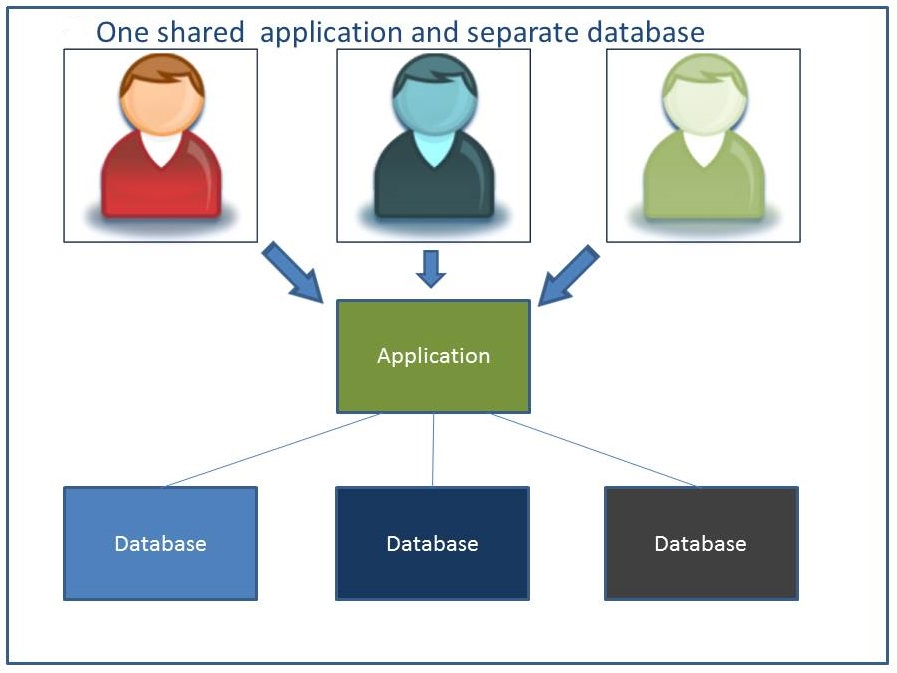 One shared application and separate database
Application
Database
Database
Database